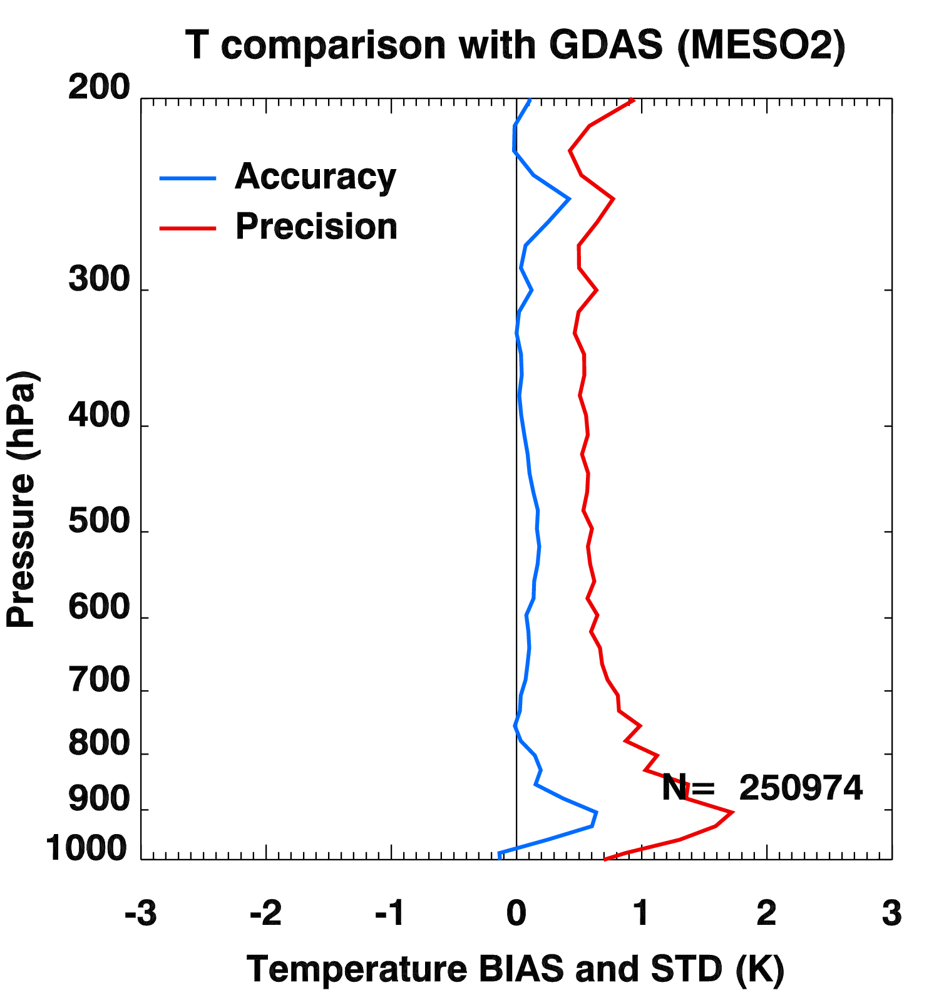 T comparison with GDAS (MESO2)
200
Accuracy
Precision
300
400
500
600
700
800
900
1000
Pressure (hPa)
N= 250974
-3 -2 -1 0 1 2 3
Temperature BIAS and STD (K)